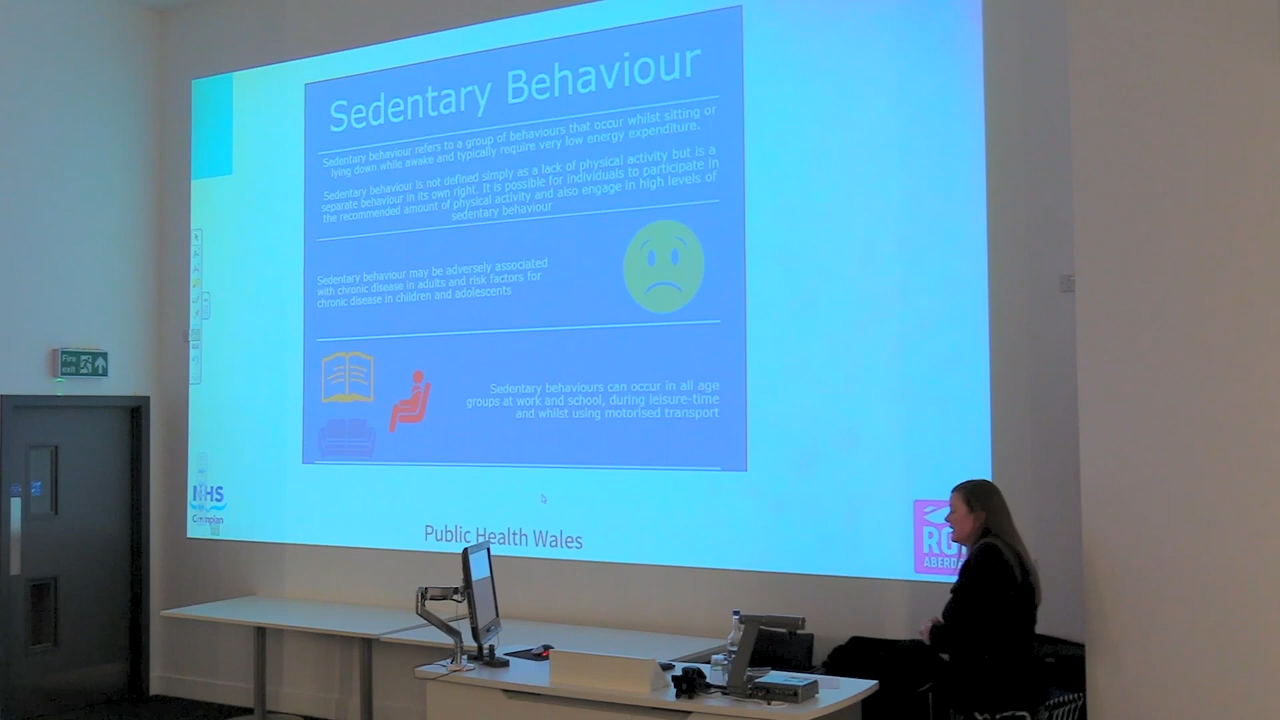 Sedentary Behaviour
Sedentary behaviour refers to a group of behaviours that occur whilst sitting or
lying down while awake and typically require very low energy expenditure.
Sedentary behaviour is not defined simply as a lack of physical activity but is a
separate behaviour in its own right. It is possible for individuals to participate in
the recommended amount of physical activity and also engage in high levels of
sedentary behaviour
Sedentary behaviour may be adversely associated
with chronic disease in adults and risk factors for
chronic disease in children and adolescents
Sedentary behaviours can occur in all age
groups at work and school, during leisure-time
and whilst using motorised transport
Fire
exit
NHS
Public Health Wales